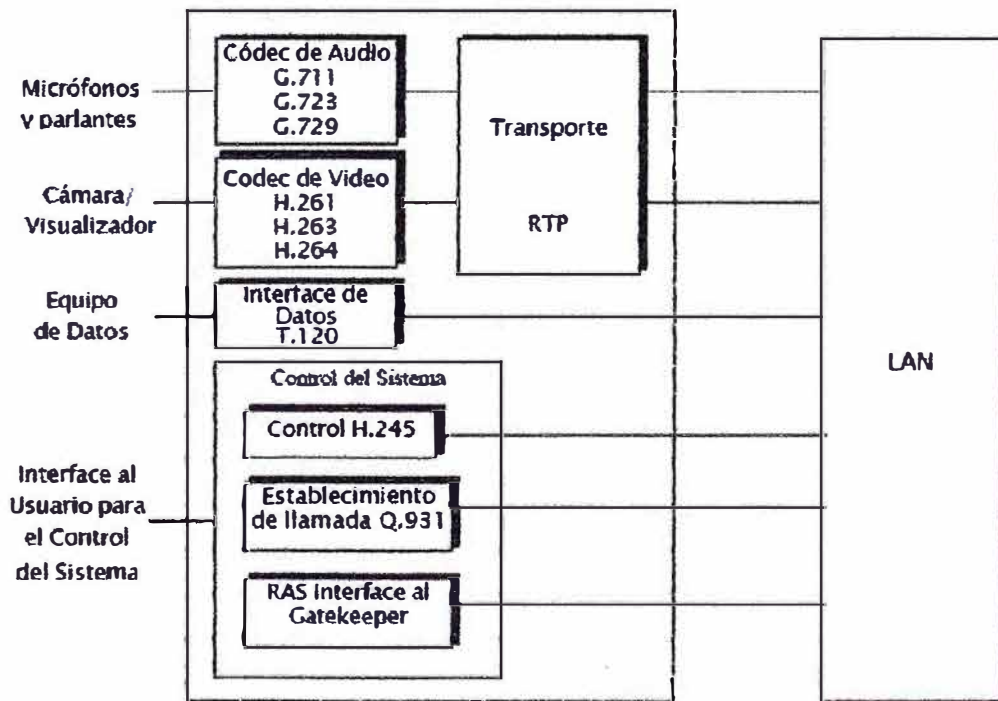 Micrófonos
y parlantes
Códec de Audio
G.711
G.723
G.729
Transporte
RTP
Cámara/
Visualizador
Codec de Video
H.261
H.263
H.264
Equipo
de Datos
Interface de
Datos
T.120
LAN
Control del Sistema
Control H.245
Interface al
Usuario para
el Control
del Sistema
Establecimiento
de llamada Q.931
RAS Interface al
Gatekeeper